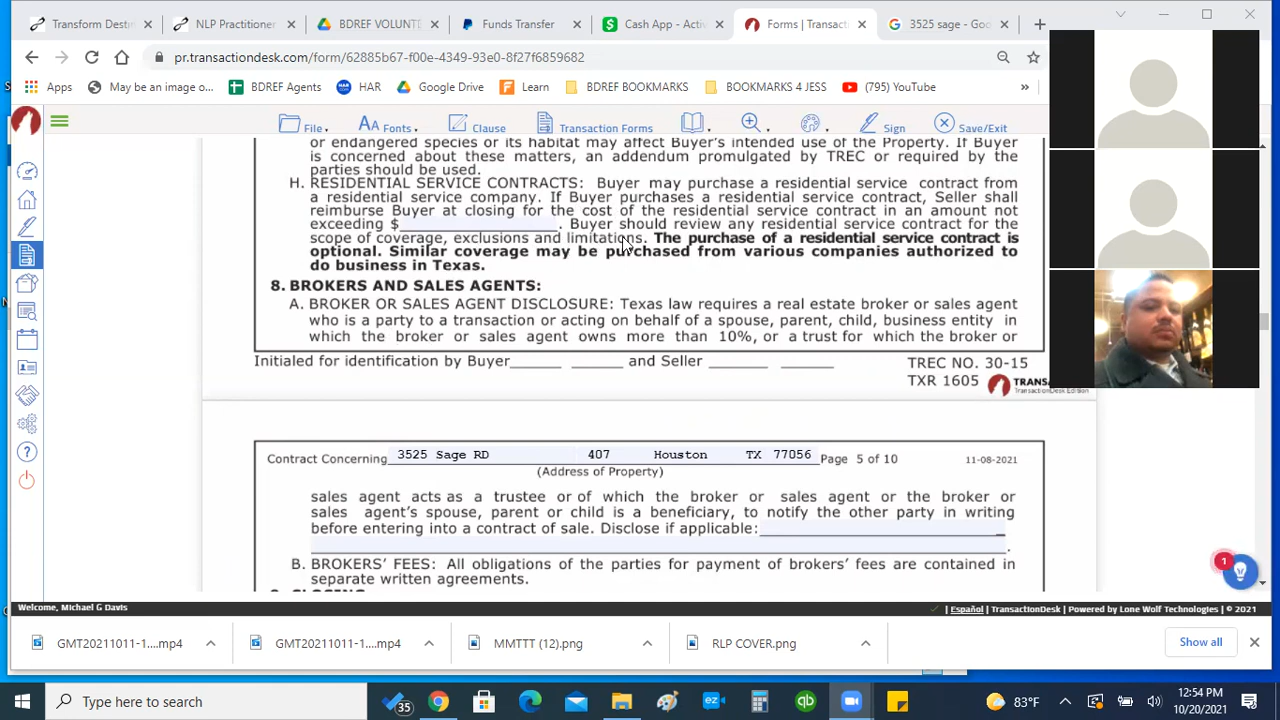 Transform Destin
NLP Practitioner
BDREF VOLUNT
Funds Transfer
Cash App - Activ
Forms | Transact
3525 sage - Goo
pr.transactiondesk.com/form/62885b67-f00e-4349-93e0-8f27f6859682
Apps
May be an image o...
BDREF Agents
HAR
Google Drive
Learn
BDREF BOOKMARKS
BOOKMARKS 4 JESS
(795) YouTube
File
Fonts
Clause
Transaction Forms
Sign
Save/Exit
or endangered species or its habitat may affect Buyer's intended use of the Property. If Buyer
is concerned about these matters, an addendum promulgated by TREC or required by the
parties should be used.
H. RESIDENTIAL SERVICE CONTRACTS: Buyer may purchase a residential service contract from
a residential service company. If Buyer purchases a residential service contract, Seller shall
reimburse Buyer at closing for the cost of the residential service contract in an amount not
exceeding $ . Buyer should review any residential service contract for the
scope of coverage, exclusions and limitations. The purchase of a residential service contract is
optional. Similar coverage may be purchased from various companies authorized to
do business in Texas.
8. BROKERS AND SALES AGENTS:
A. BROKER OR SALES AGENT DISCLOSURE: Texas law requires a real estate broker or sales agent
who is a party to a transaction or acting on behalf of a spouse, parent, child, business entity in
which the broker or sales agent owns more than 10%, or a trust for which the broker or
Initialed for identification by Buyer______ ______ and Seller ______ ______
TREC NO. 30-15
TXR 1605
TransactionDesk Edition
Contract Concerning 3525 Sage RD 407 Houston TX 77056 Page 5 of 10 11-08-2021
(Address of Property)
sales agent acts as a trustee or of which the broker or sales agent or the broker or
sales agent's spouse, parent or child is a beneficiary, to notify the other party in writing
before entering into a contract of sale. Disclose if applicable:
B. BROKERS' FEES: All obligations of the parties for payment of brokers' fees are contained in
separate written agreements.
9. CLOSING:
1
Welcome, Michael G Davis
| Español | TransactionDesk | Powered by Lone Wolf Technologies | © 2021
GMT20211011-1....mp4
GMT20211011-1....mp4
MMTTT (12).png
RLP COVER.png
Show all
Type here to search
35
EZ
qb
83°F
12:54 PM
10/20/2021